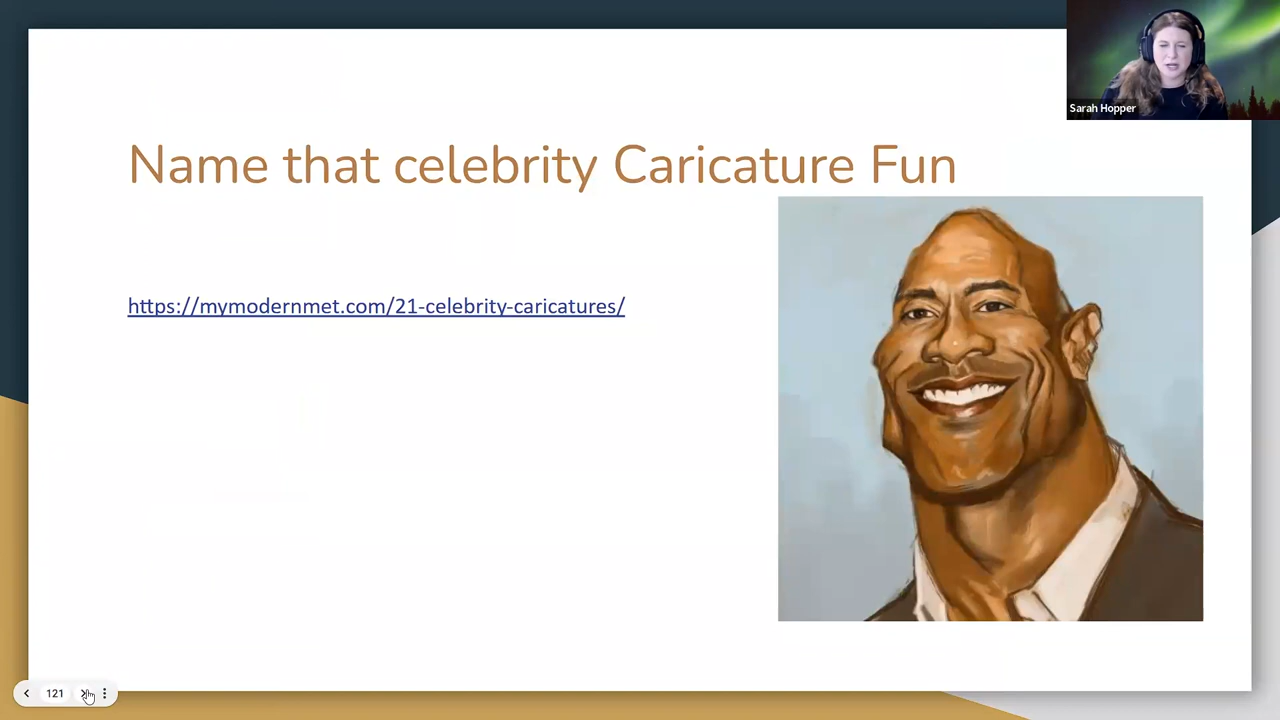 Sarah Hopper
Name that celebrity Caricature Fun
https://mymodernmet.com/21-celebrity-caricatures/
121